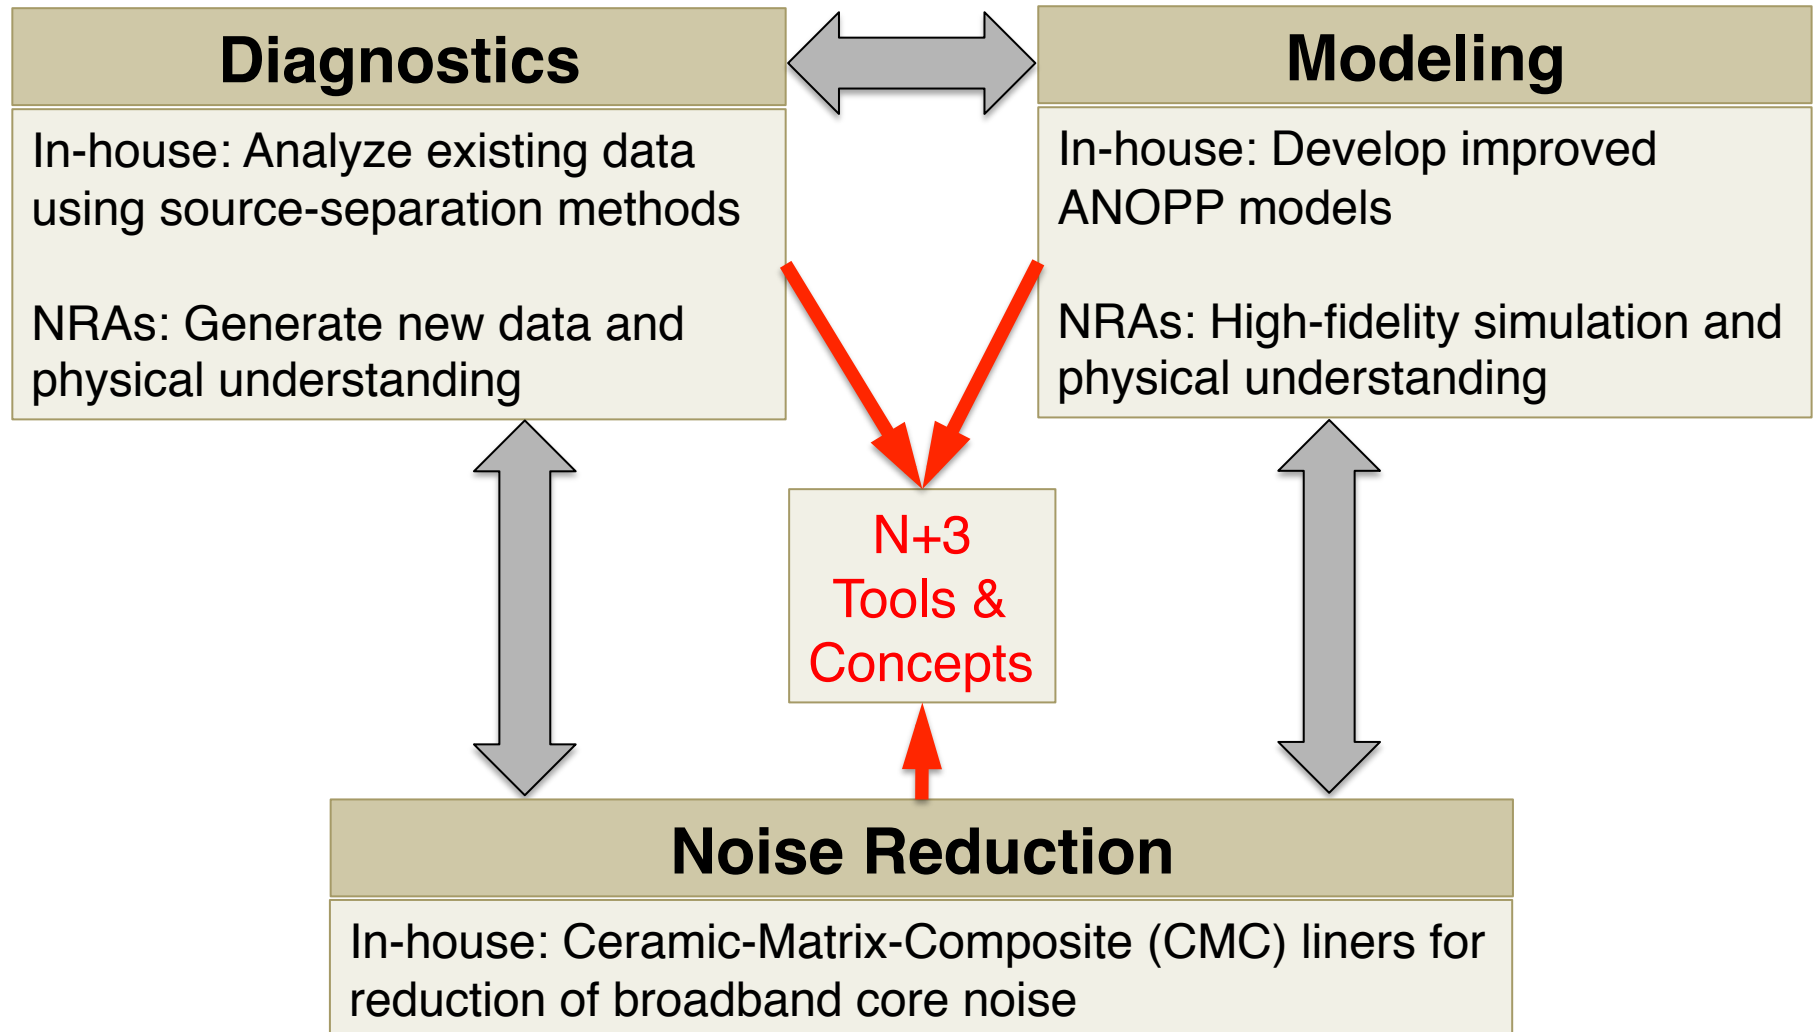 Diagnostics
In-house: Analyze existing data
using source-separation methods
NRAs: Generate new data and
physical understanding
Modeling
In-house: Develop improved
ANOPP models
NRAs: High-fidelity simulation and
physical understanding
N+3
Tools &
Concepts
Noise Reduction
In-house: Ceramic-Matrix-Composite (CMC) liners for
reduction of broadband core noise